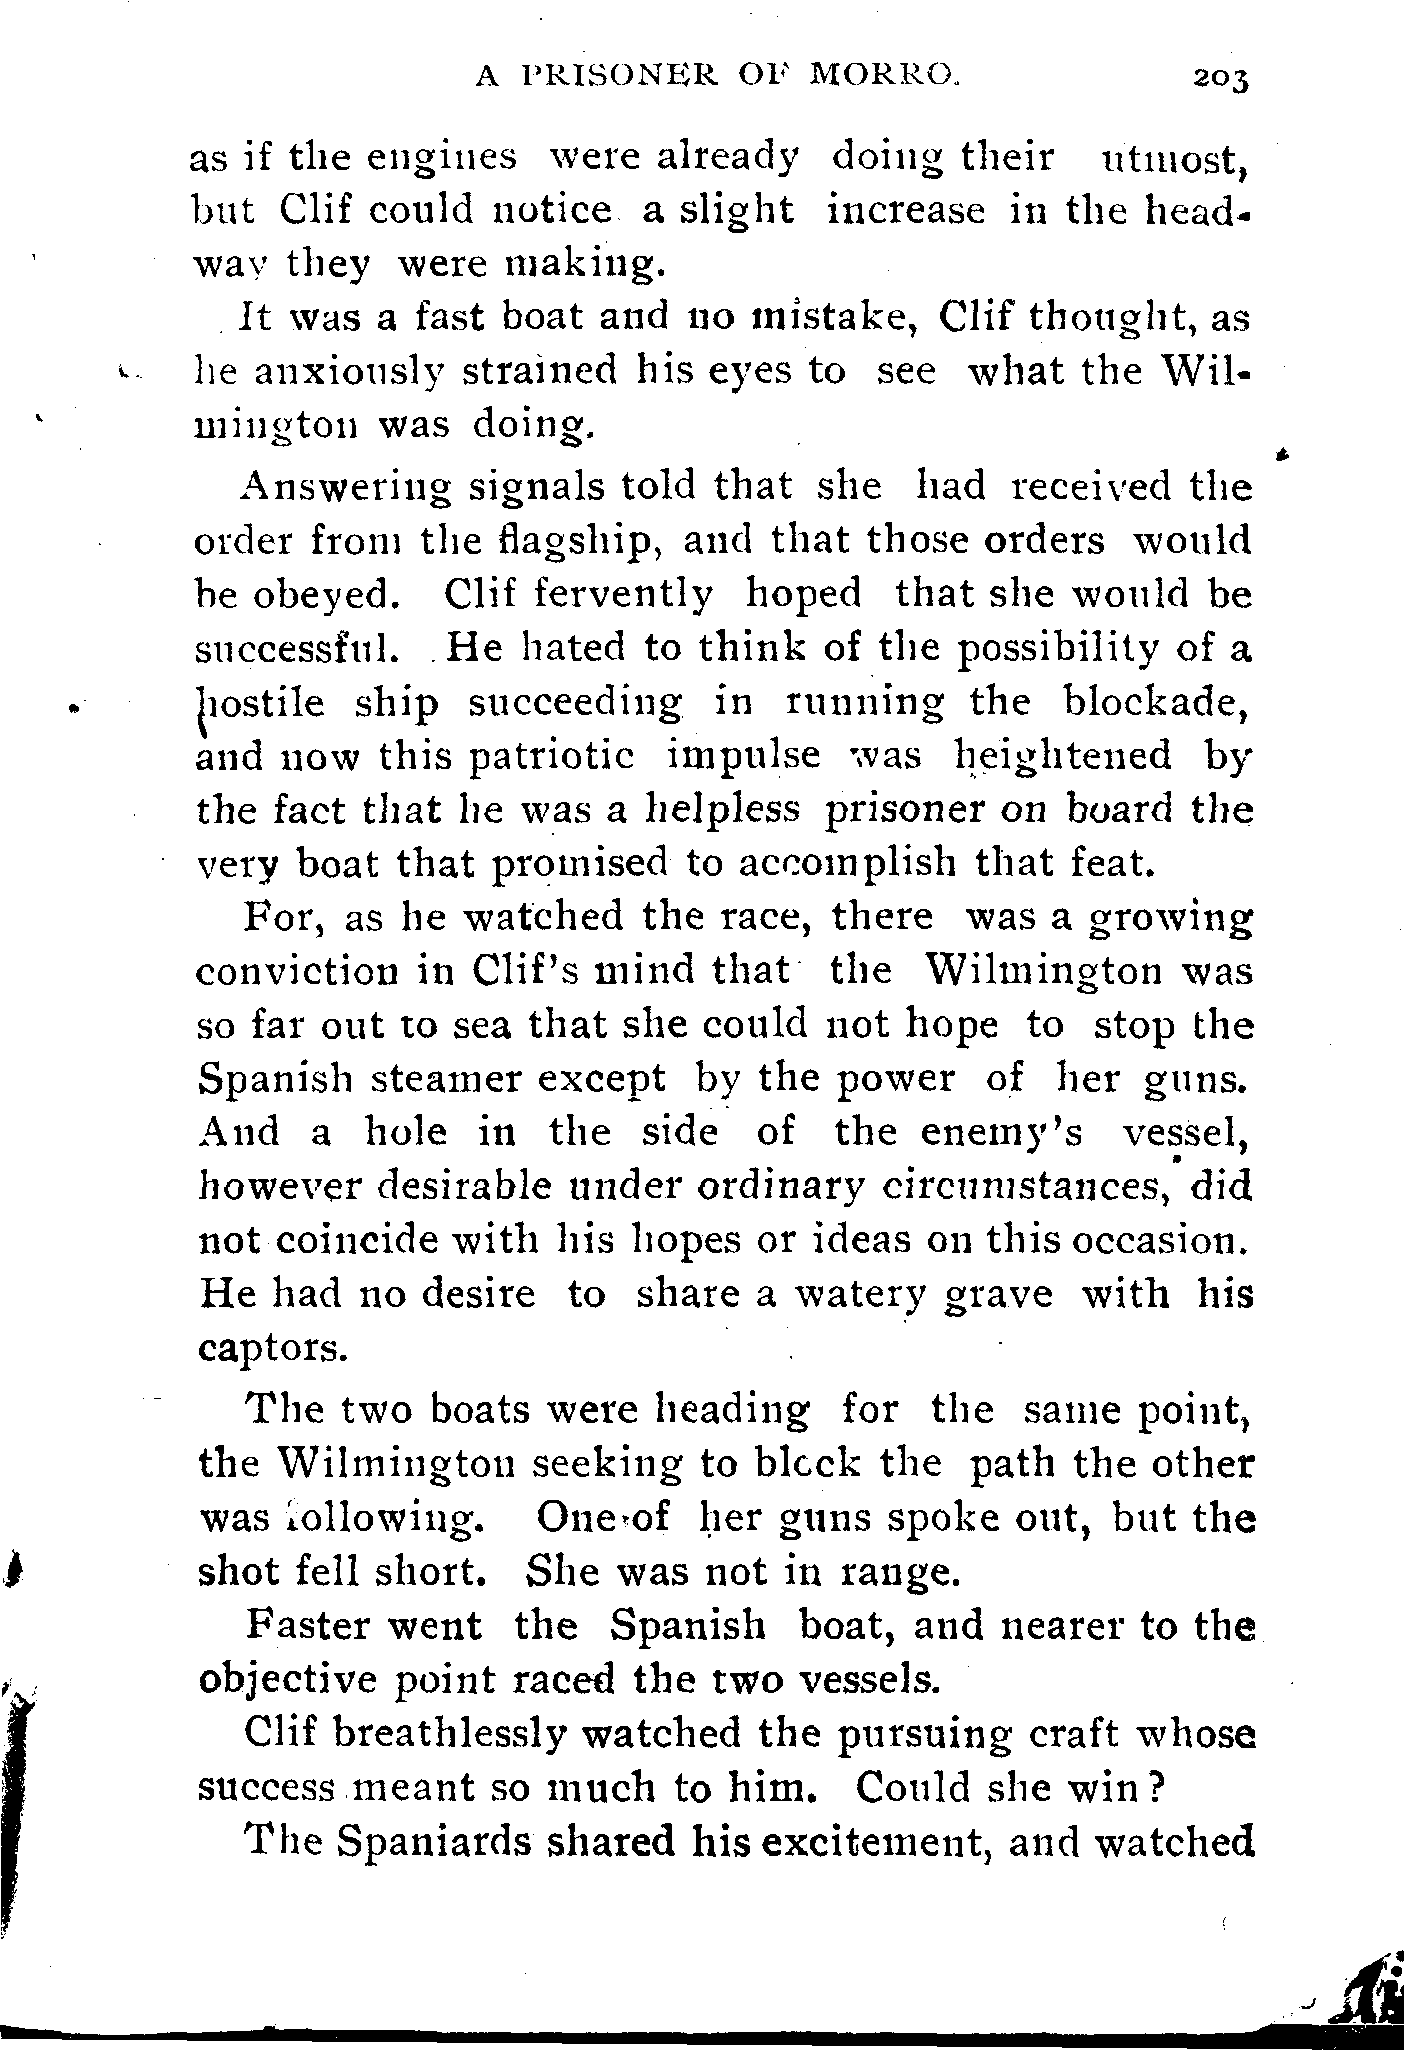 A PRISONER OF MORRO. 203
as if the engines were already doing their utmost,
but Clif could notice a slight increase in the head-
way they were making.
It was a fast boat and no mistake, Clif thought, as
he anxiously strained his eyes to see what the Wil-
mington was doing.
Answering signals told that she had received the
order from the flagship, and that those orders would
be obeyed. Clif fervently hoped that she would be
successful. He hated to think of the possibility of a
hostile ship succeeding in running the blockade,
and now this patriotic impulse was heightened by
the fact that he was a helpless prisoner on board the
very boat that promised to accomplish that feat.
For, as he watched the race, there was a growing
conviction in Clif's mind that the Wilmington was
so far out to sea that she could not hope to stop the
Spanish steamer except by the power of her guns.
And a hole in the side of the enemy's vessel,
however desirable under ordinary circumstances, did
not coincide with his hopes or ideas on this occasion.
He had no desire to share a watery grave with his
captors.
The two boats were heading for the same point,
the Wilmington seeking to block the path the other
was following. One of her guns spoke out, but the
shot fell short. She was not in range.
Faster went the Spanish boat, and nearer to the
objective point raced the two vessels.
Clif breathlessly watched the pursuing craft whose
success meant so much to him. Could she win?
The Spaniards shared his excitement, and watched